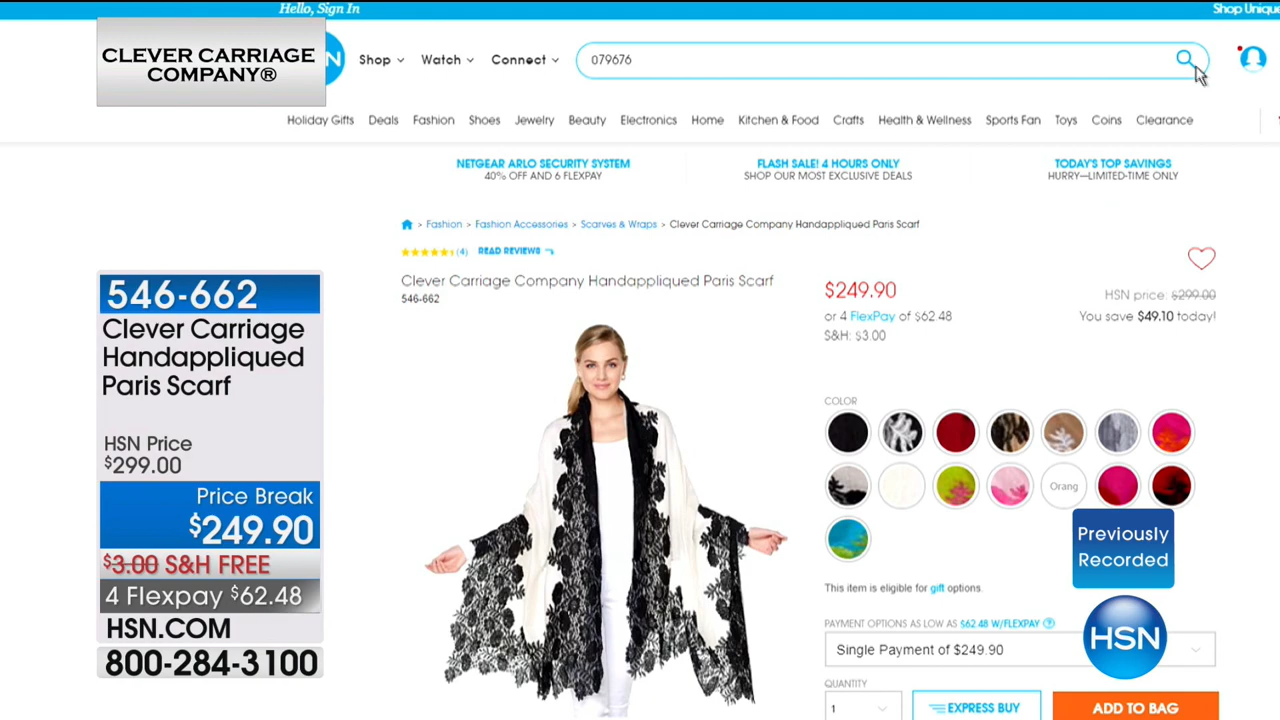 Hello, Sign In
Shop Unique
CLEVER CARRIAGE
COMPANY®
N
Shop
Watch
Connect
079676
Holiday Gifts
Deals
Fashion
Shoes
Jewelry
Beauty
Electronics
Home
Kitchen & Food
Crafts
Health & Wellness
Sports Fan
Toys
Coins
Clearance
NETGEAR ARLO SECURITY SYSTEM
40% OFF AND 6 FLEXPAY
FLASH SALE! 4 HOURS ONLY
SHOP OUR MOST EXCLUSIVE DEALS
TODAY'S TOP SAVINGS
HURRY—LIMITED-TIME ONLY
> Fashion > Fashion Accessories > Scarves & Wraps > Clever Carriage Company Handappliqued Paris Scarf
(4) READ REVIEWS
Clever Carriage Company Handappliqued Paris Scarf
546-662
$249.90
or 4 FlexPay of $62.48
S&H: $3.00
HSN price: $299.00
You save $49.10 today!
COLOR
Orang
This item is eligible for gift options.
PAYMENT OPTIONS AS LOW AS $62.48 W/FLEXPAY ?
Single Payment of $249.90
QUANTITY
1
EXPRESS BUY
ADD TO BAG
546-662
Clever Carriage
Handappliqued
Paris Scarf
HSN Price
$299.00
Price Break
$249.90
$3.00 S&H FREE
4 Flexpay $62.48
HSN.COM
800-284-3100
Previously
Recorded
HSN